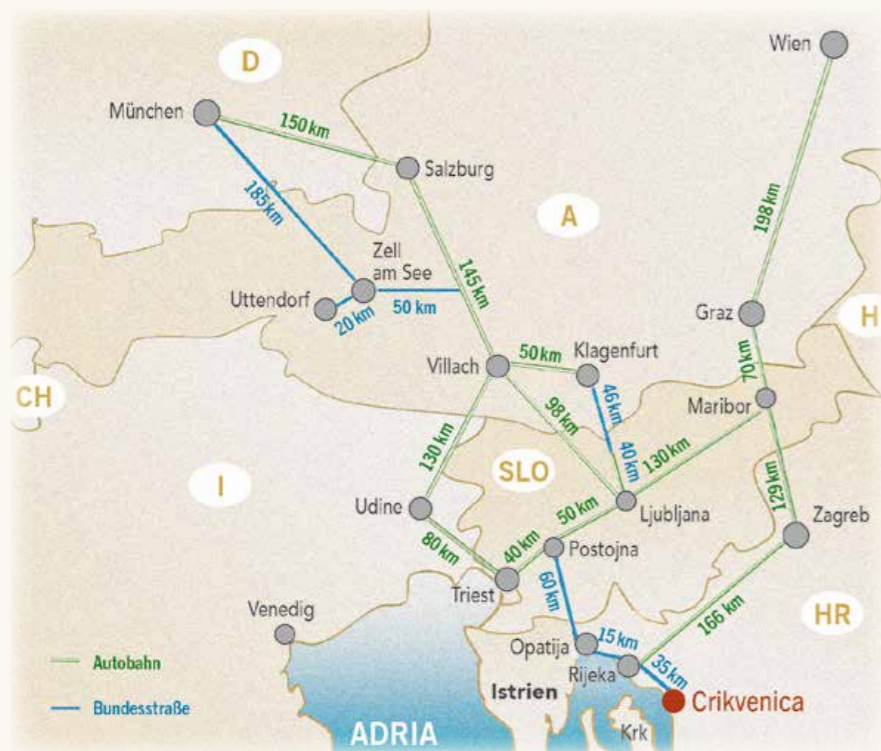 D
Wien
München
150 km
Salzburg
185 km
A
198 km
Zell
am See
145 km
Uttendorf
20 km
50 km
Graz
H
Villach
50 km
Klagenfurt
70 km
CH
46 km
Maribor
98 km
130 km
SLO
40 km
130 km
129 km
I
Udine
50 km
Ljubljana
Zagreb
80 km
40 km
Postojna
Triest
60 km
166 km
Venedig
HR
Opatija
15 km
Autobahn
Rijeka
35 km
Istrien
Crikvenica
Bundesstraße
ADRIA
Krk